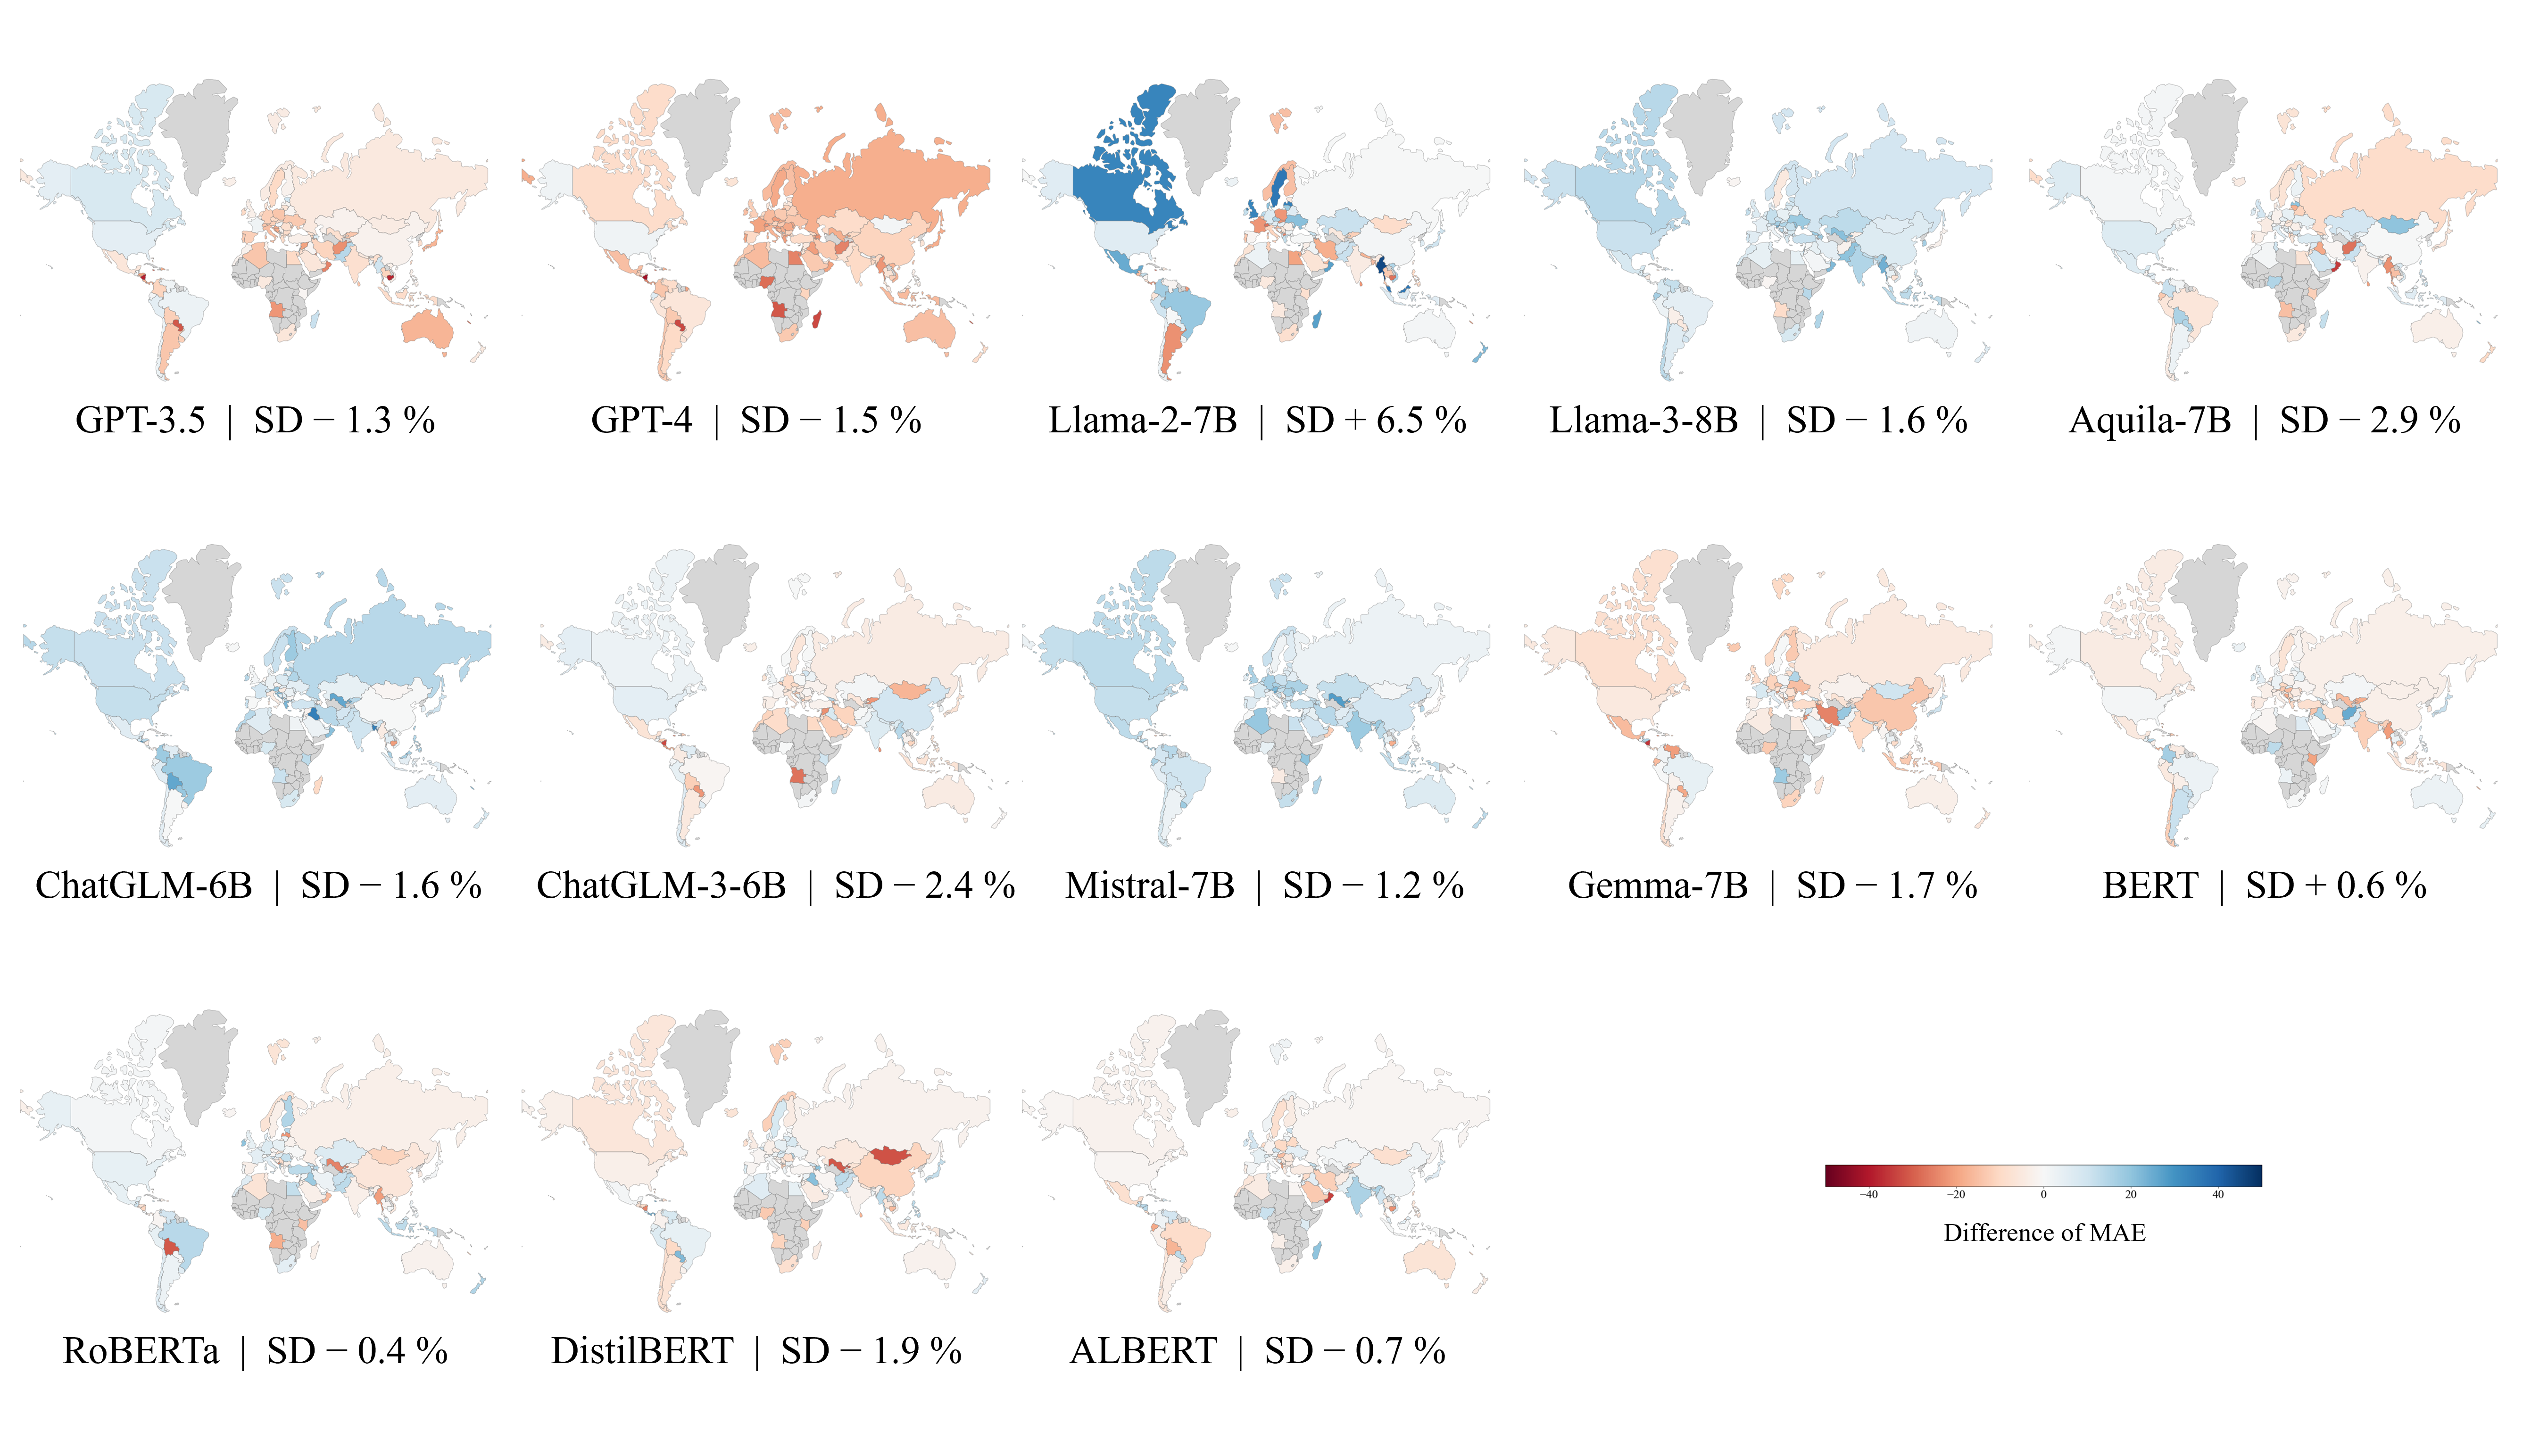 GPT-3.5 | SD − 1.3 %
GPT-4 | SD − 1.5 %
Llama-2-7B | SD + 6.5 %
Llama-3-8B | SD − 1.6 %
Aquila-7B | SD − 2.9 %
ChatGLM-6B | SD − 1.6 %
ChatGLM-3-6B | SD − 2.4 %
Mistral-7B | SD − 1.2 %
Gemma-7B | SD − 1.7 %
BERT | SD + 0.6 %
−40 −20 0 20 40
Difference of MAE
RoBERTa | SD − 0.4 %
DistilBERT | SD − 1.9 %
ALBERT | SD − 0.7 %